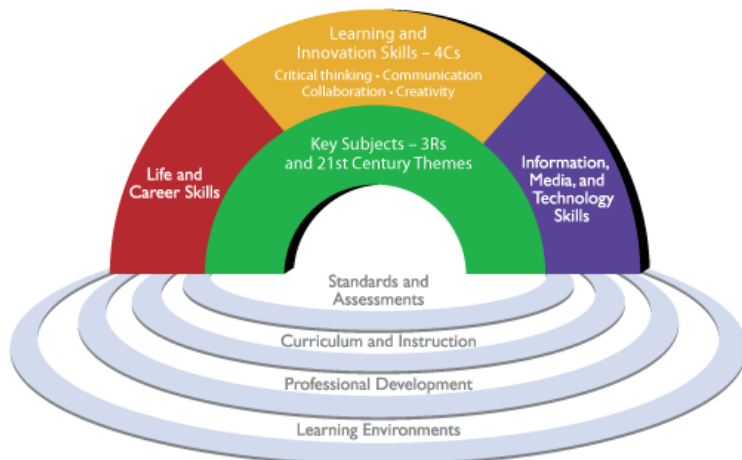 Learning and
Innovation Skills – 4Cs
Critical thinking • Communication
Collaboration • Creativity
Key Subjects – 3Rs
and 21st Century Themes
Life and
Career Skills
Information,
Media, and
Technology
Skills
Standards and
Assessments
Curriculum and Instruction
Professional Development
Learning Environments